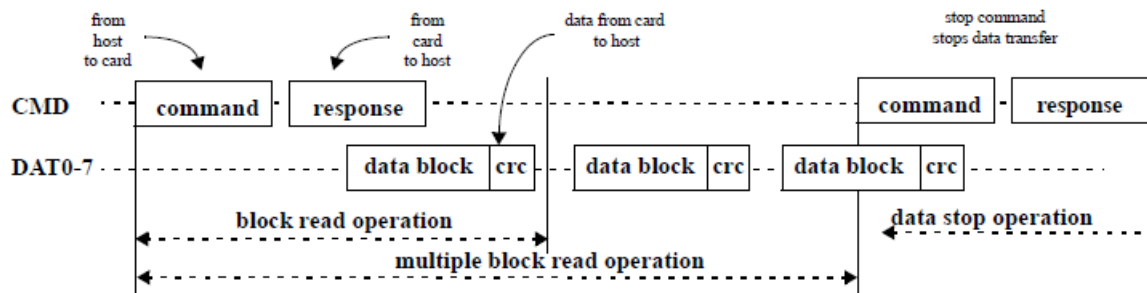 from
host
to card
from
card
to host
data from card
to host
stop command
stops data transfer
CMD
command
response
command
response
DAT0-7
data block
crc
data block
crc
data block
crc
block read operation
data stop operation
multiple block read operation